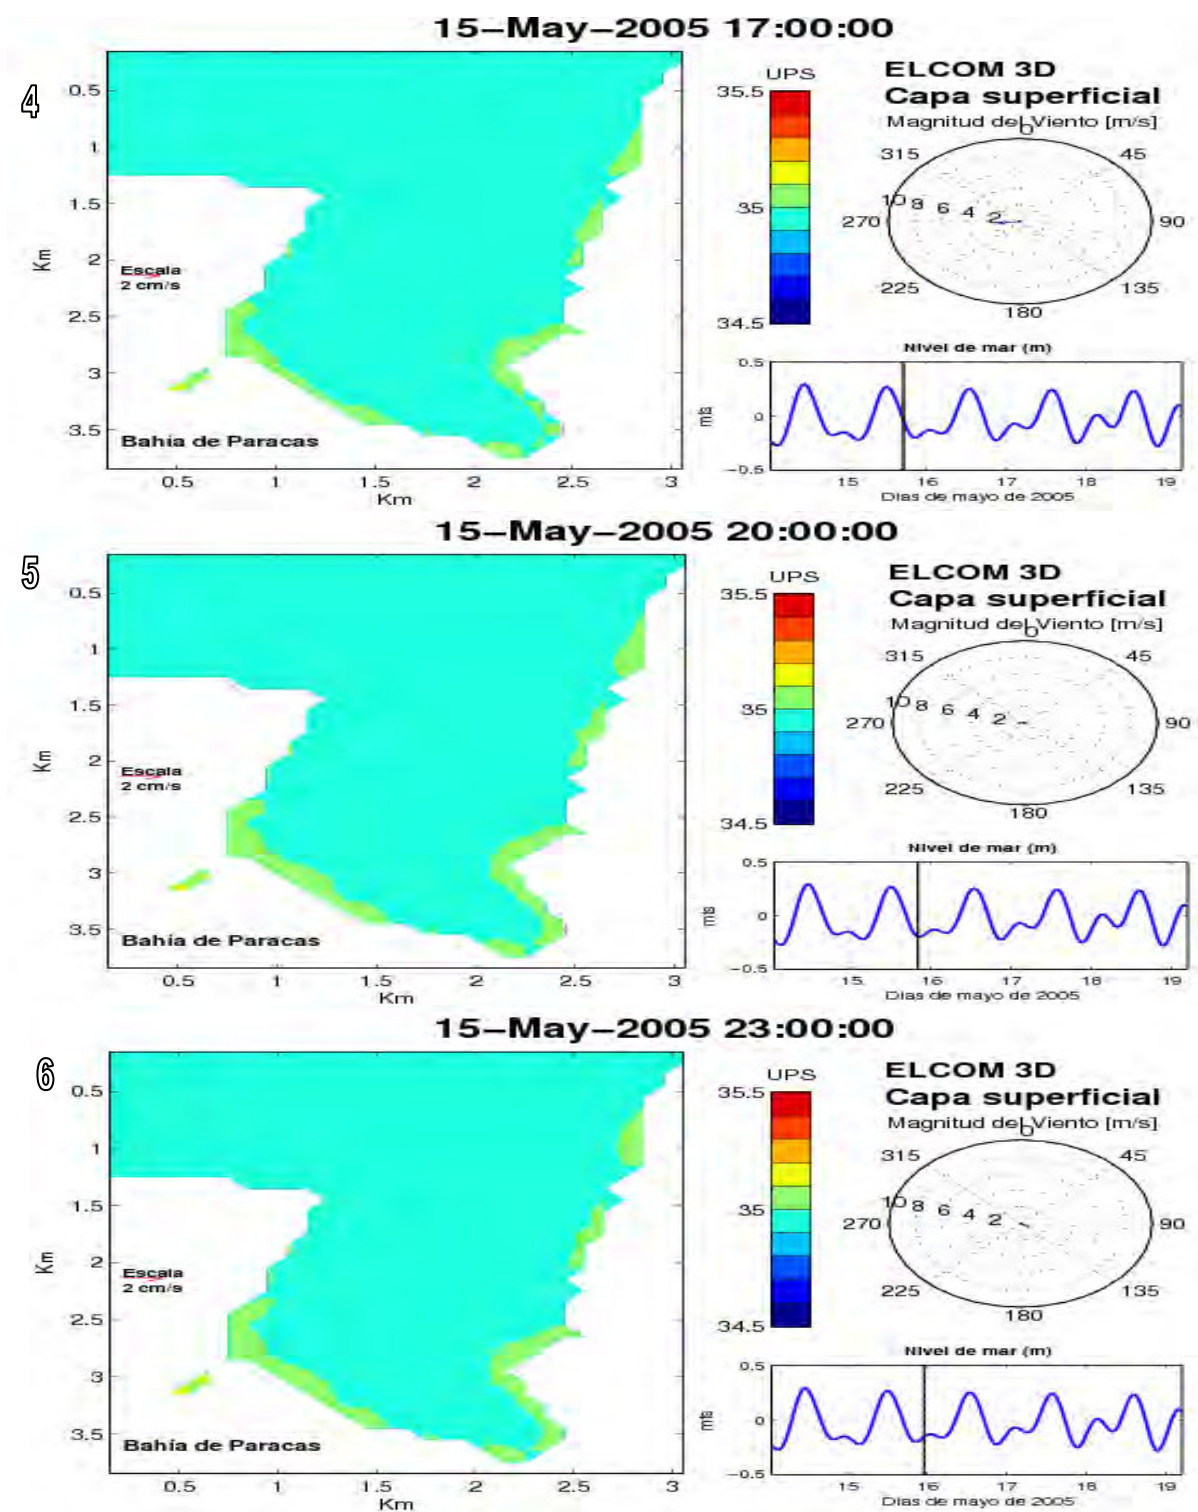 15-May-2005 17:00:00
4
UPS
ELCOM 3D
Capa superficial
Magnitud del Viento [m/s]
0
45
90
135
180
225
270
315
10 8 6 4 2
35.5
35
34.5
0.5
1
1.5
2
2.5
3
3.5
Km
Escala
2 cm/s
Bahía de Paracas
0.5 1 1.5 2 2.5 3
Km
Nivel de mar (m)
0.5
0
-0.5
mts
15 16 17 18 19
Días de mayo de 2005
15-May-2005 20:00:00
5
UPS
ELCOM 3D
Capa superficial
Magnitud del Viento [m/s]
0
45
90
135
180
225
270
315
10 8 6 4 2
35.5
35
34.5
0.5
1
1.5
2
2.5
3
3.5
Km
Escala
2 cm/s
Bahía de Paracas
0.5 1 1.5 2 2.5 3
Km
Nivel de mar (m)
0.5
0
-0.5
mts
15 16 17 18 19
Días de mayo de 2005
15-May-2005 23:00:00
6
UPS
ELCOM 3D
Capa superficial
Magnitud del Viento [m/s]
0
45
90
135
180
225
270
315
10 8 6 4 2
35.5
35
34.5
0.5
1
1.5
2
2.5
3
3.5
Km
Escala
2 cm/s
Bahía de Paracas
0.5 1 1.5 2 2.5 3
Km
Nivel de mar (m)
0.5
0
-0.5
mts
15 16 17 18 19
Días de mayo de 2005